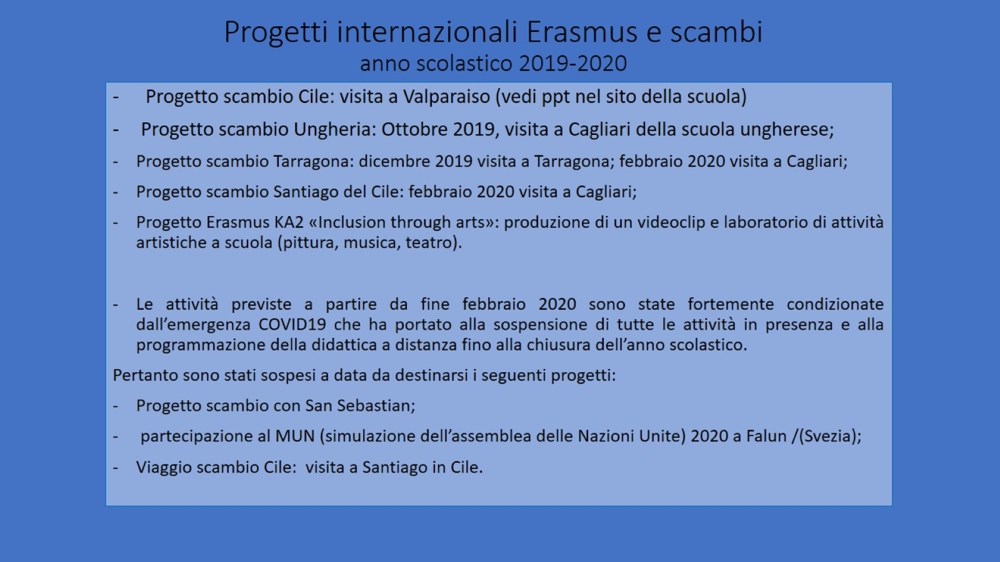 Progetti internazionali Erasmus e scambi
anno scolastico 2019-2020
- Progetto scambio Cile: visita a Valparaiso (vedi ppt nel sito della scuola)
- Progetto scambio Ungheria: Ottobre 2019, visita a Cagliari della scuola ungherese;
- Progetto scambio Tarragona: dicembre 2019 visita a Tarragona; febbraio 2020 visita a Cagliari;
- Progetto scambio Santiago del Cile: febbraio 2020 visita a Cagliari;
- Progetto Erasmus KA2 «Inclusion through arts»: produzione di un videoclip e laboratorio di attività
artistiche a scuola (pittura, musica, teatro).
- Le attività previste a partire da fine febbraio 2020 sono state fortemente condizionate
dall’emergenza COVID19 che ha portato alla sospensione di tutte le attività in presenza e alla
programmazione della didattica a distanza fino alla chiusura dell’anno scolastico.
Pertanto sono stati sospesi a data da destinarsi i seguenti progetti:
- Progetto scambio con San Sebastian;
- partecipazione al MUN (simulazione dell’assemblea delle Nazioni Unite) 2020 a Falun /(Svezia);
- Viaggio scambio Cile: visita a Santiago in Cile.